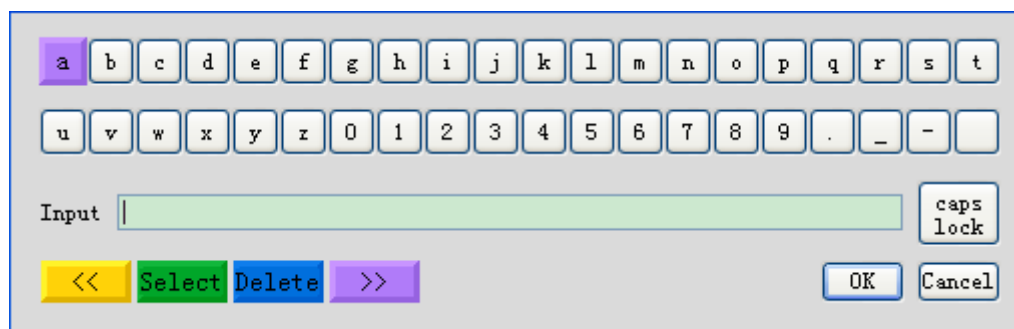 a b c d e f g h i j k l m n o p q r s t
u v w x y z 0 1 2 3 4 5 6 7 8 9 . _ -
Input caps lock
<< Select Delete >> OK Cancel